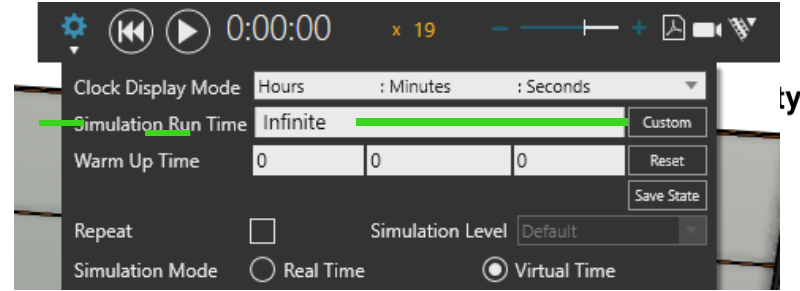 0:00:00 x 19
ty
Clock Display Mode Hours : Minutes : Seconds
Simulation Run Time Infinite Custom
Warm Up Time 0 0 0 Reset
Save State
Repeat Simulation Level Default
Simulation Mode Real Time Virtual Time